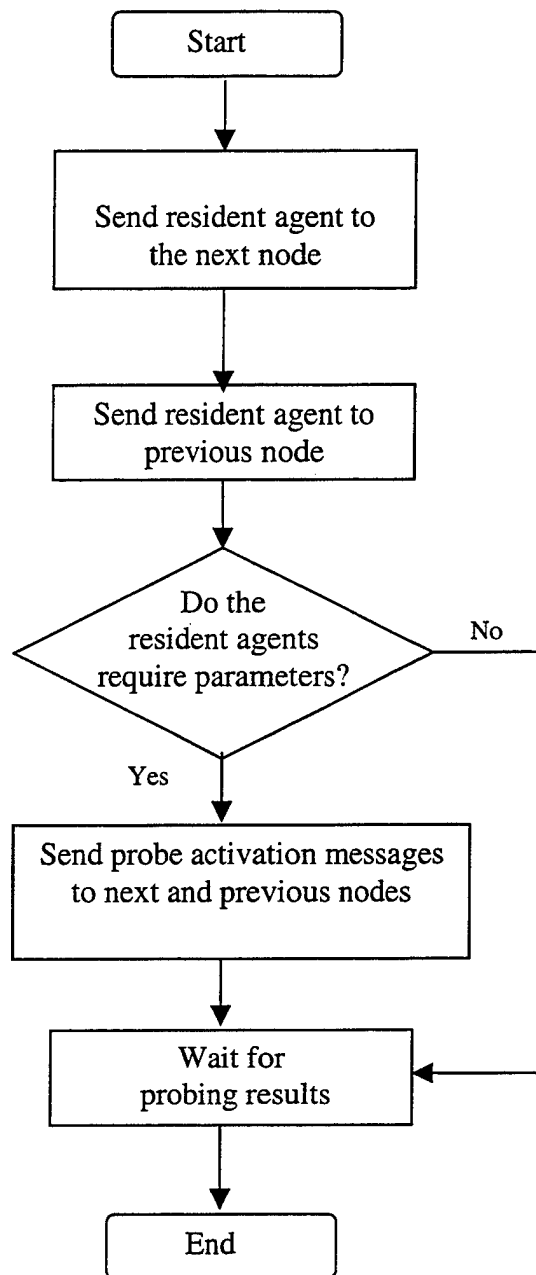 Start
Send resident agent to
the next node
Send resident agent to
previous node
Do the
resident agents
require parameters?
No
Yes
Send probe activation messages
to next and previous nodes
Wait for
probing results
End